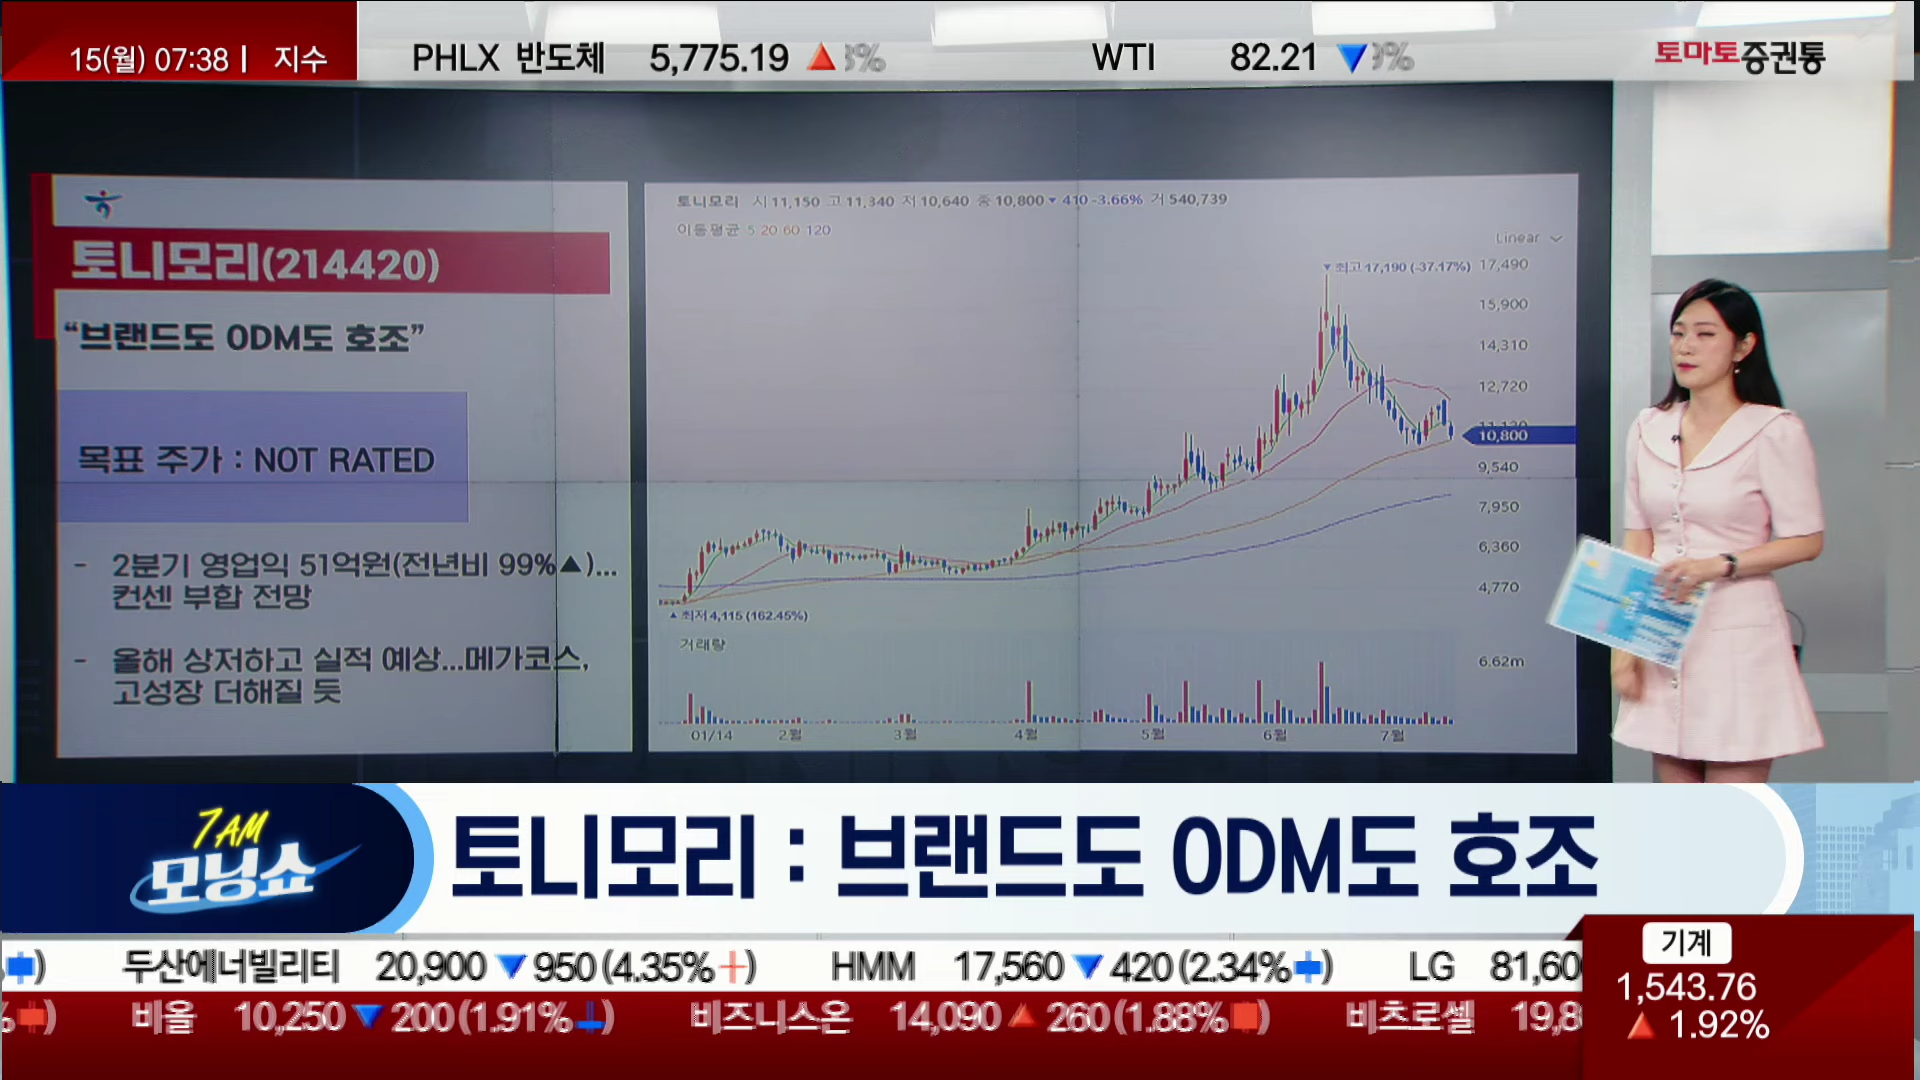 15(월) 07:38 | 지수
PHLX 반도체 5,775.19 ▲
WTI 82.21 ▼
토마토증권통
토니모리(214420)
“브랜드도 ODM도 호조”
목표 주가 : NOT RATED
- 2분기 영업익 51억원(전년비 99%▲)...
컨센 부합 전망
- 올해 상저하고 실적 예상...메가코스,
고성장 더해질 듯
토니모리 시 11,150 고 11,340 저 10,640 종 10,800 ▼ 410 -3.66% 거 540,739
이동평균 5 20 60 120
Linear
▼ 최고 17,190 (-37.17%)
17,490
15,900
14,310
12,720
10,800
9,540
7,950
6,360
4,770
▲ 최저 4,115 (162.45%)
거래량
6.62m
01/14 2월 3월 4월 5월 6월 7월
7AM
모닝쇼
토니모리 : 브랜드도 ODM도 호조
두산에너빌리티 20,900 ▼ 950 (4.35% ) HMM 17,560 ▼ 420 (2.34% ) LG 81,60
비올 10,250 ▼ 200 (1.91% ) 비즈니스온 14,090 ▲ 260 (1.88% ) 비츠로셀 19,8
기계
1,543.76
▲ 1.92%